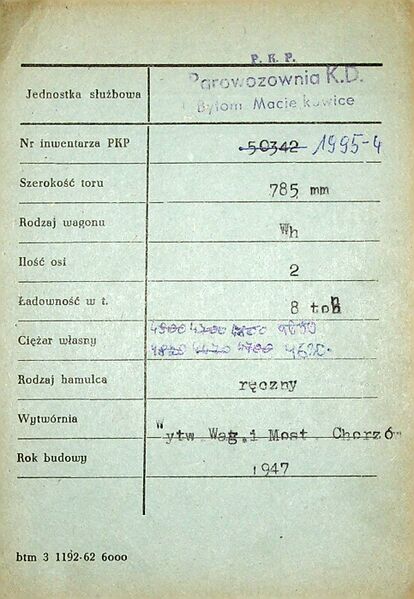 P. K. P.
Jednostka służbowa Parowozownia K.D.
Bytom Maciejkowice
Nr inwentarza PKP 50342 1995-4
Szerokość toru 785 mm
Rodzaj wagonu Wh
Ilość osi 2
Ładowność w t. 8 ton
Ciężar własny 4630
Rodzaj hamulca ręczny
Wytwórnia Wytw.Wag.i Most. Chorzó
Rok budowy 1947
btm 3 1192-62 6000